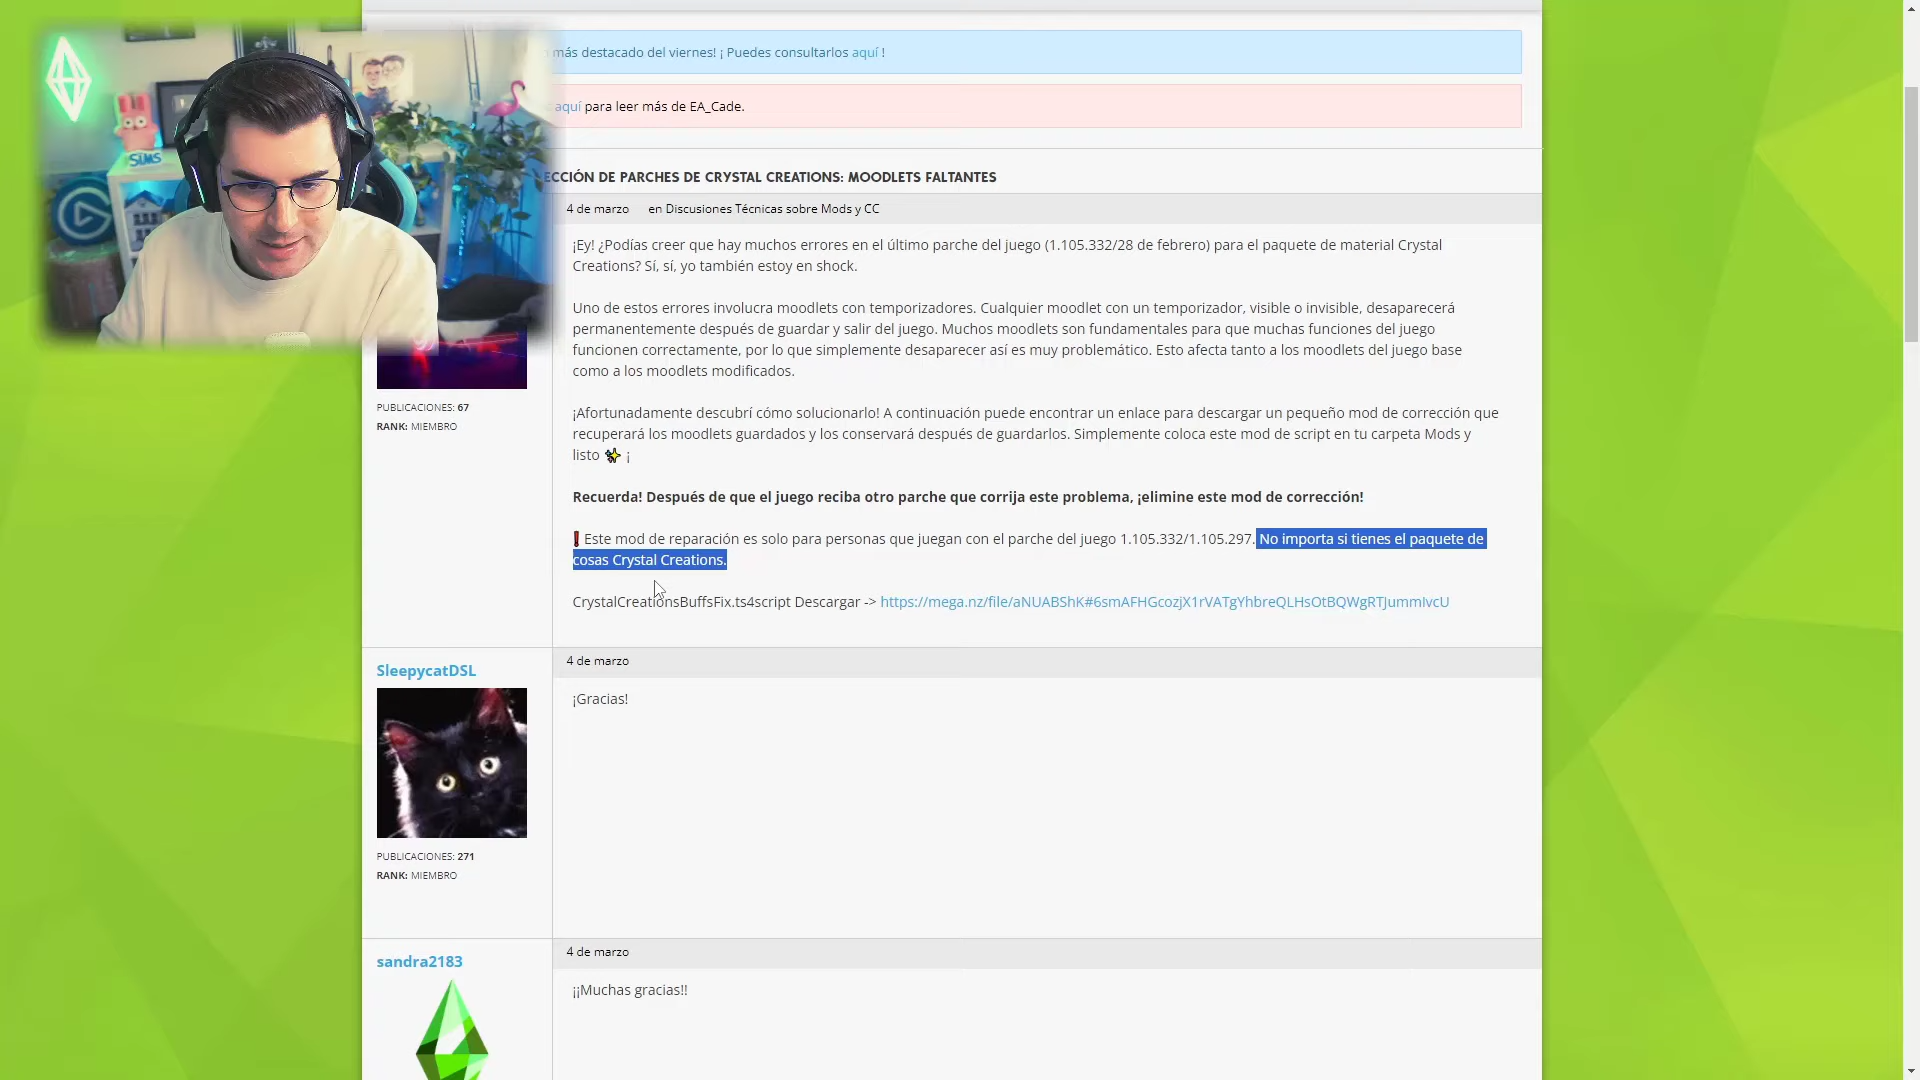 más destacado del viernes! ¡ Puedes consultarlos aquí !
aquí para leer más de EA_Cade.
ECCIÓN DE PARCHES DE CRYSTAL CREATIONS: MOODLETS FALTANTES
4 de marzo en Discusiones Técnicas sobre Mods y CC
¡Ey! ¿Podías creer que hay muchos errores en el último parche del juego (1.105.332/28 de febrero) para el paquete de material Crystal
Creations? Sí, sí, yo también estoy en shock.
Uno de estos errores involucra moodlets con temporizadores. Cualquier moodlet con un temporizador, visible o invisible, desaparecerá
permanentemente después de guardar y salir del juego. Muchos moodlets son fundamentales para que muchas funciones del juego
funcionen correctamente, por lo que simplemente desaparecer así es muy problemático. Esto afecta tanto a los moodlets del juego base
como a los moodlets modificados.
¡Afortunadamente descubrí cómo solucionarlo! A continuación puede encontrar un enlace para descargar un pequeño mod de corrección que
recuperará los moodlets guardados y los conservará después de guardarlos. Simplemente coloca este mod de script en tu carpeta Mods y
listo ✨ ¡
Recuerda! Después de que el juego reciba otro parche que corrija este problema, ¡elimine este mod de corrección!
❗Este mod de reparación es solo para personas que juegan con el parche del juego 1.105.332/1.105.297. No importa si tienes el paquete de
cosas Crystal Creations.
CrystalCreationsBuffsFix.ts4script Descargar -> https://mega.nz/file/aNUABShK#6smAFHGcozjX1rVATgYhbreQLHsOtBQWgRTJummIvcU
PUBLICACIONES: 67
RANK: MIEMBRO
SIMS
SleepycatDSL
4 de marzo
¡Gracias!
PUBLICACIONES: 271
RANK: MIEMBRO
sandra2183
4 de marzo
¡¡Muchas gracias!!